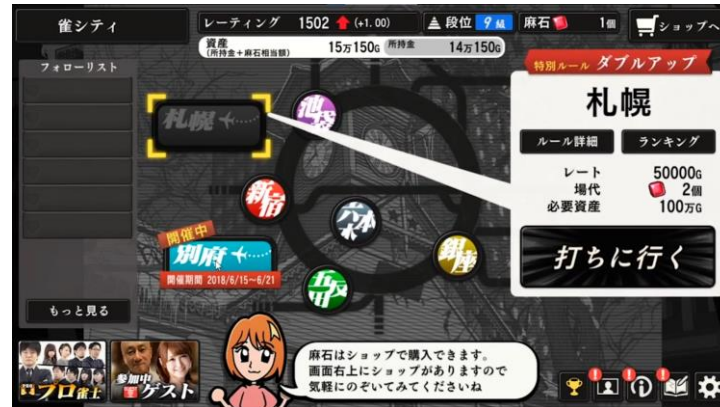 雀シティ
レーティング 1502 (+1.00)
段位 9級
麻石 1個
ショップへ
資産
(所持金+麻石相当額)
15万150G
所持金 14万150G
フォローリスト
もっと見る
札幌
池袋
新宿
六本木
銀座
五反田
開催中
別府
開催期間 2018/6/15~6/21
特別ルール ダブルアップ
札幌
ルール詳細
ランキング
レート 50000G
場代 2個
必要資産 100万G
打ちに行く
プロ雀士
参加中
ゲスト
麻石はショップで購入できます。
画面右上にショップがありますので
気軽にのぞいてみてくださいね